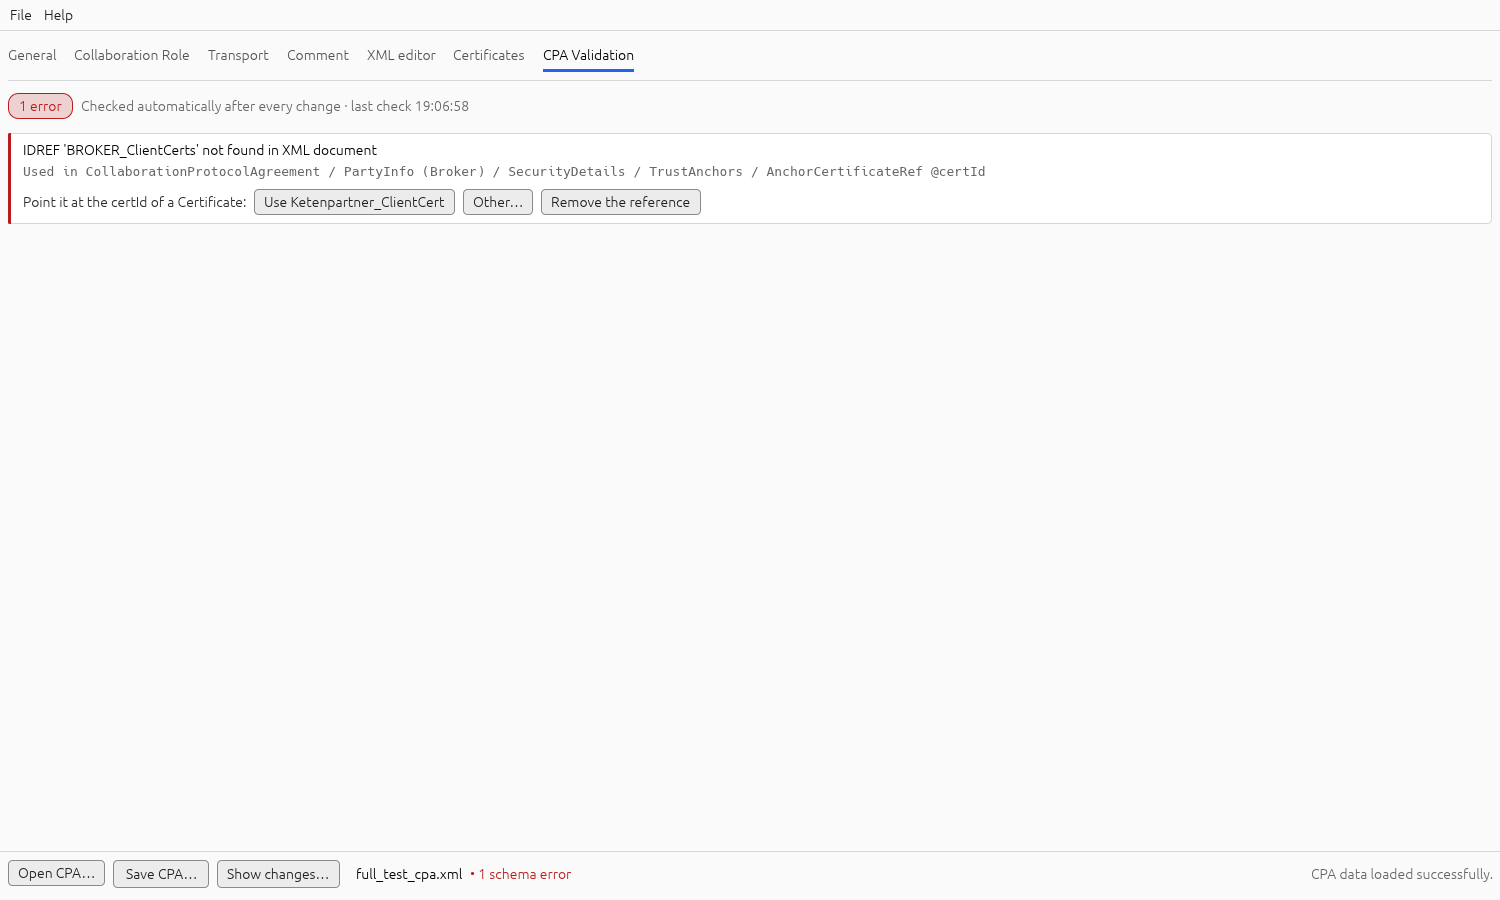 File Help
General Collaboration Role Transport Comment XML editor Certificates CPA Validation
1 error Checked automatically after every change · last check 19:06:58
IDREF 'BROKER_ClientCerts' not found in XML document
Used in CollaborationProtocolAgreement / PartyInfo (Broker) / SecurityDetails / TrustAnchors / AnchorCertificateRef @certId
Point it at the certId of a Certificate: Use Ketenpartner_ClientCert Other… Remove the reference
Open CPA… Save CPA… Show changes… full_test_cpa.xml • 1 schema error CPA data loaded successfully.